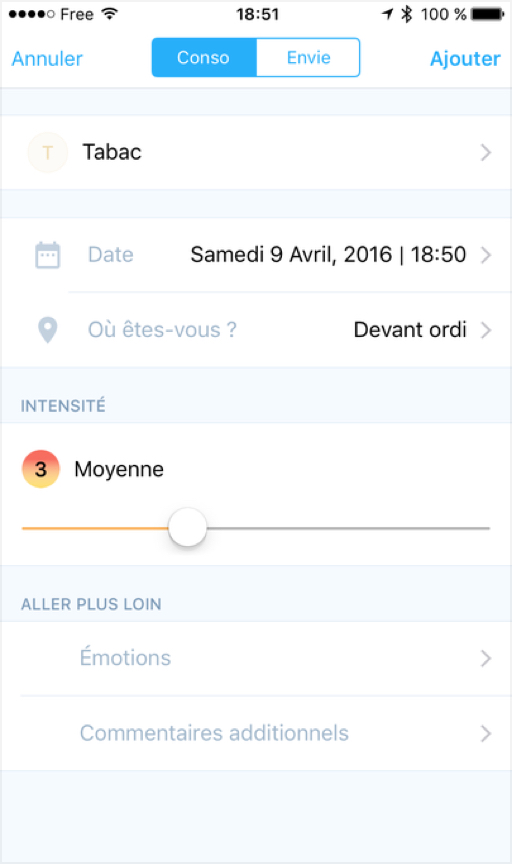 Free 18:51 100 %
Annuler Conso Envie Ajouter
T Tabac
Date Samedi 9 Avril, 2016 | 18:50
Où êtes-vous ? Devant ordi
INTENSITÉ
3 Moyenne
ALLER PLUS LOIN
Émotions
Commentaires additionnels